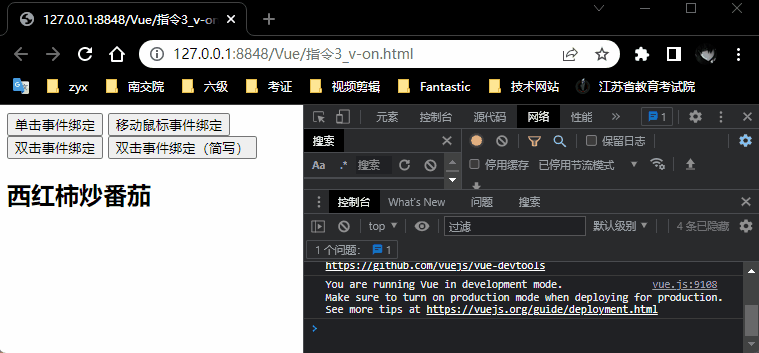 127.0.0.1:8848/Vue/指令3_v-on
127.0.0.1:8848/Vue/指令3_v-on.html
zyx 南交院 六级 考证 视频剪辑 Fantastic 技术网站 江苏省教育考试院
元素 控制台 源代码 网络 性能 » 1
单击事件绑定 移动鼠标事件绑定
双击事件绑定 双击事件绑定（简写）
西红柿炒番茄
搜索 保留日志
Aa .* 搜索 停用缓存 已停用节流模式
控制台 What's New 问题 搜索
top 过滤 默认级别 4 条已隐藏
1 个问题: 1
https://github.com/vuejs/vue-devtools
You are running Vue in development mode. vue.js:9108
Make sure to turn on production mode when deploying for production.
See more tips at https://vuejs.org/guide/deployment.html
>